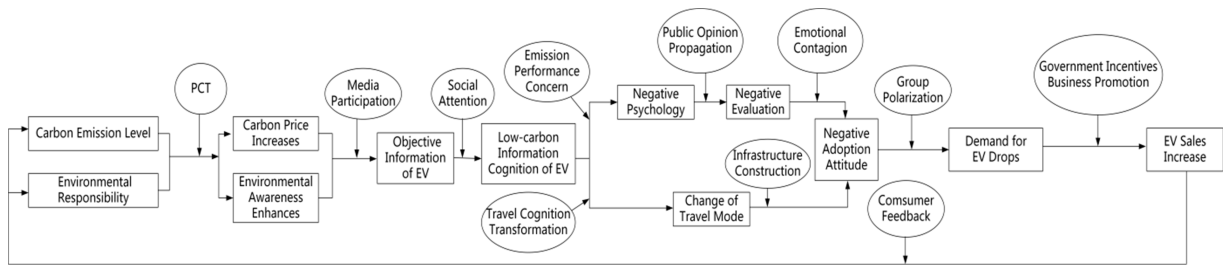 PCT
Carbon Emission Level
Environmental
Responsibility
Carbon Price
Increases
Environmental
Awareness
Enhances
Media
Participation
Objective
Information
of EV
Social
Attention
Low-carbon
Information
Cognition of EV
Emission
Performance
Concern
Travel Cognition
Transformation
Negative
Psychology
Public Opinion
Propagation
Negative
Evaluation
Emotional
Contagion
Change of
Travel Mode
Infrastructure
Construction
Negative
Adoption
Attitude
Group
Polarization
Demand for
EV Drops
Government Incentives
Business Promotion
EV Sales
Increase
Comsumer
Feedback